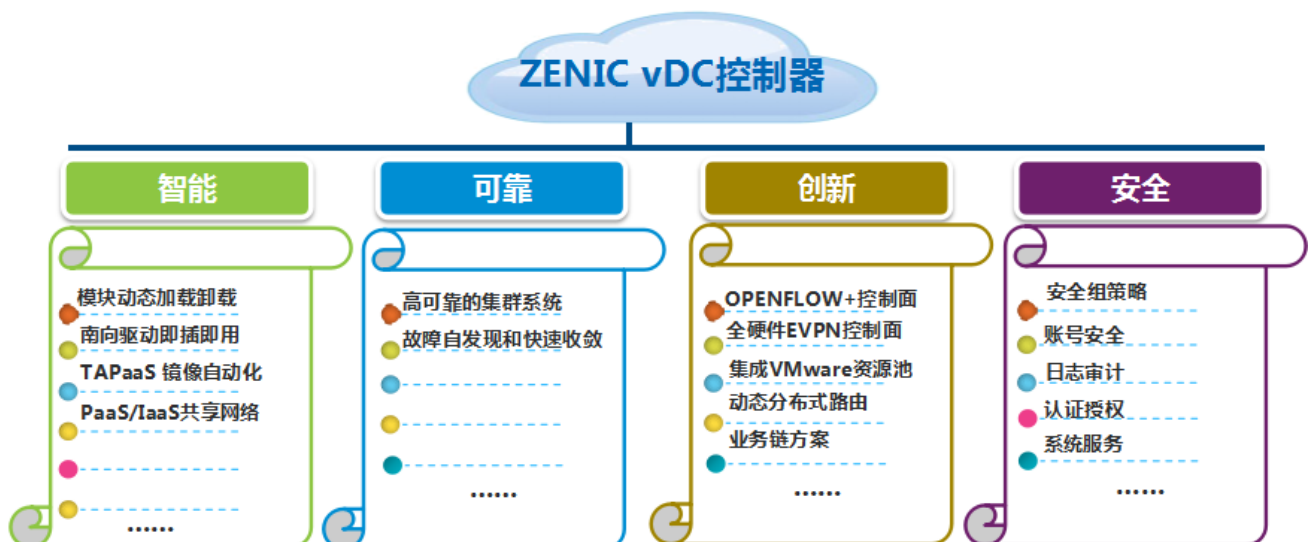 ZENIC vDC控制器
智能
模块动态加载卸载
南向驱动即插即用
TAPaaS 镜像自动化
PaaS/IaaS共享网络
......
可靠
高可靠的集群系统
故障自发现和快速收敛
......
创新
OPENFLOW+控制面
全硬件EVPN控制面
集成VMware资源池
动态分布式路由
业务链方案
......
安全
安全组策略
账号安全
日志审计
认证授权
系统服务
......